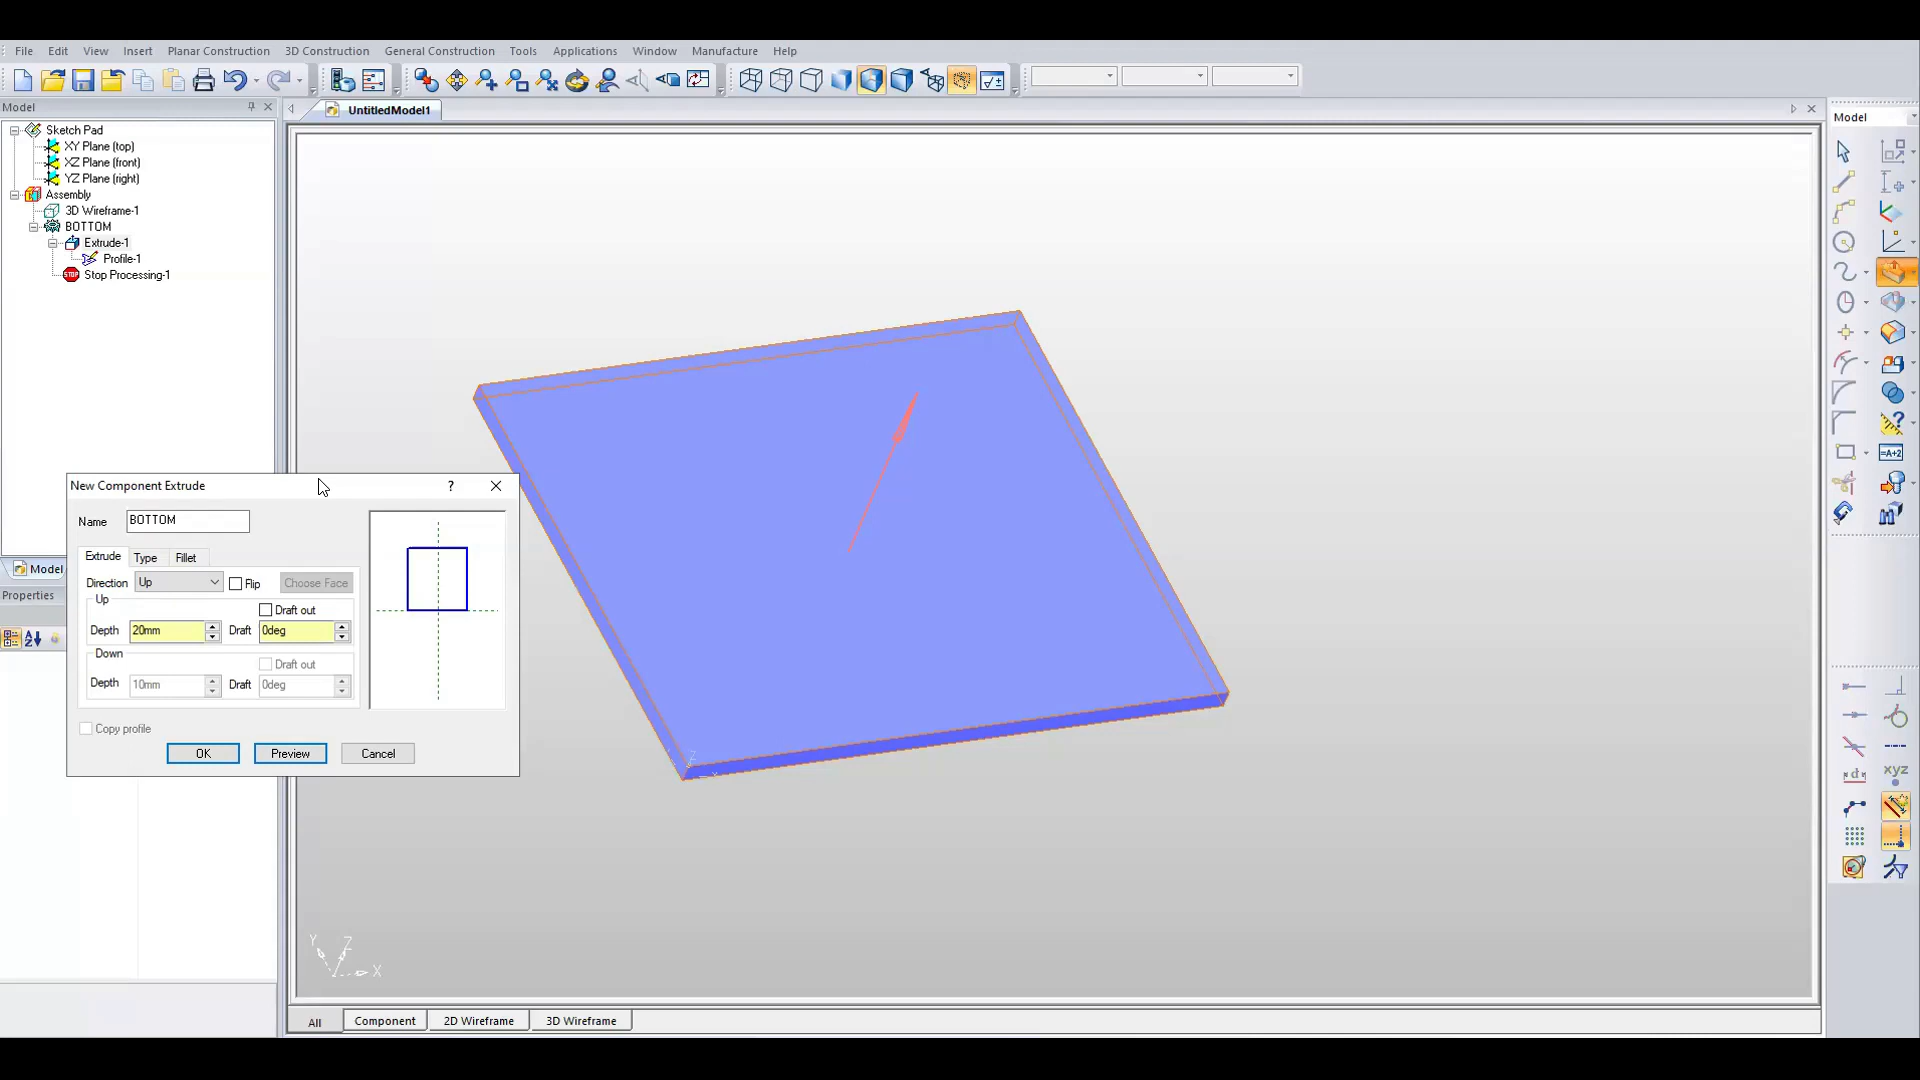 File Edit View Insert Planar Construction 3D Construction General Construction Tools Applications Window Manufacture Help
Model
UntitledModel1
Model
Sketch Pad
XY Plane (top)
XZ Plane (front)
YZ Plane (right)
Assembly
3D Wireframe-1
BOTTOM
Extrude-1
Profile-1
STOP Stop Processing-1
Model
Properties
New Component Extrude ?
Name BOTTOM
Extrude Type Fillet
Direction Up Flip Choose Face
Up
Draft out
Depth 20mm Draft 0deg
Down
Draft out
Depth 10mm Draft 0deg
Copy profile
OK Preview Cancel
Z
X
Y Z
X
All Component 2D Wireframe 3D Wireframe
=A+2
d
xyz